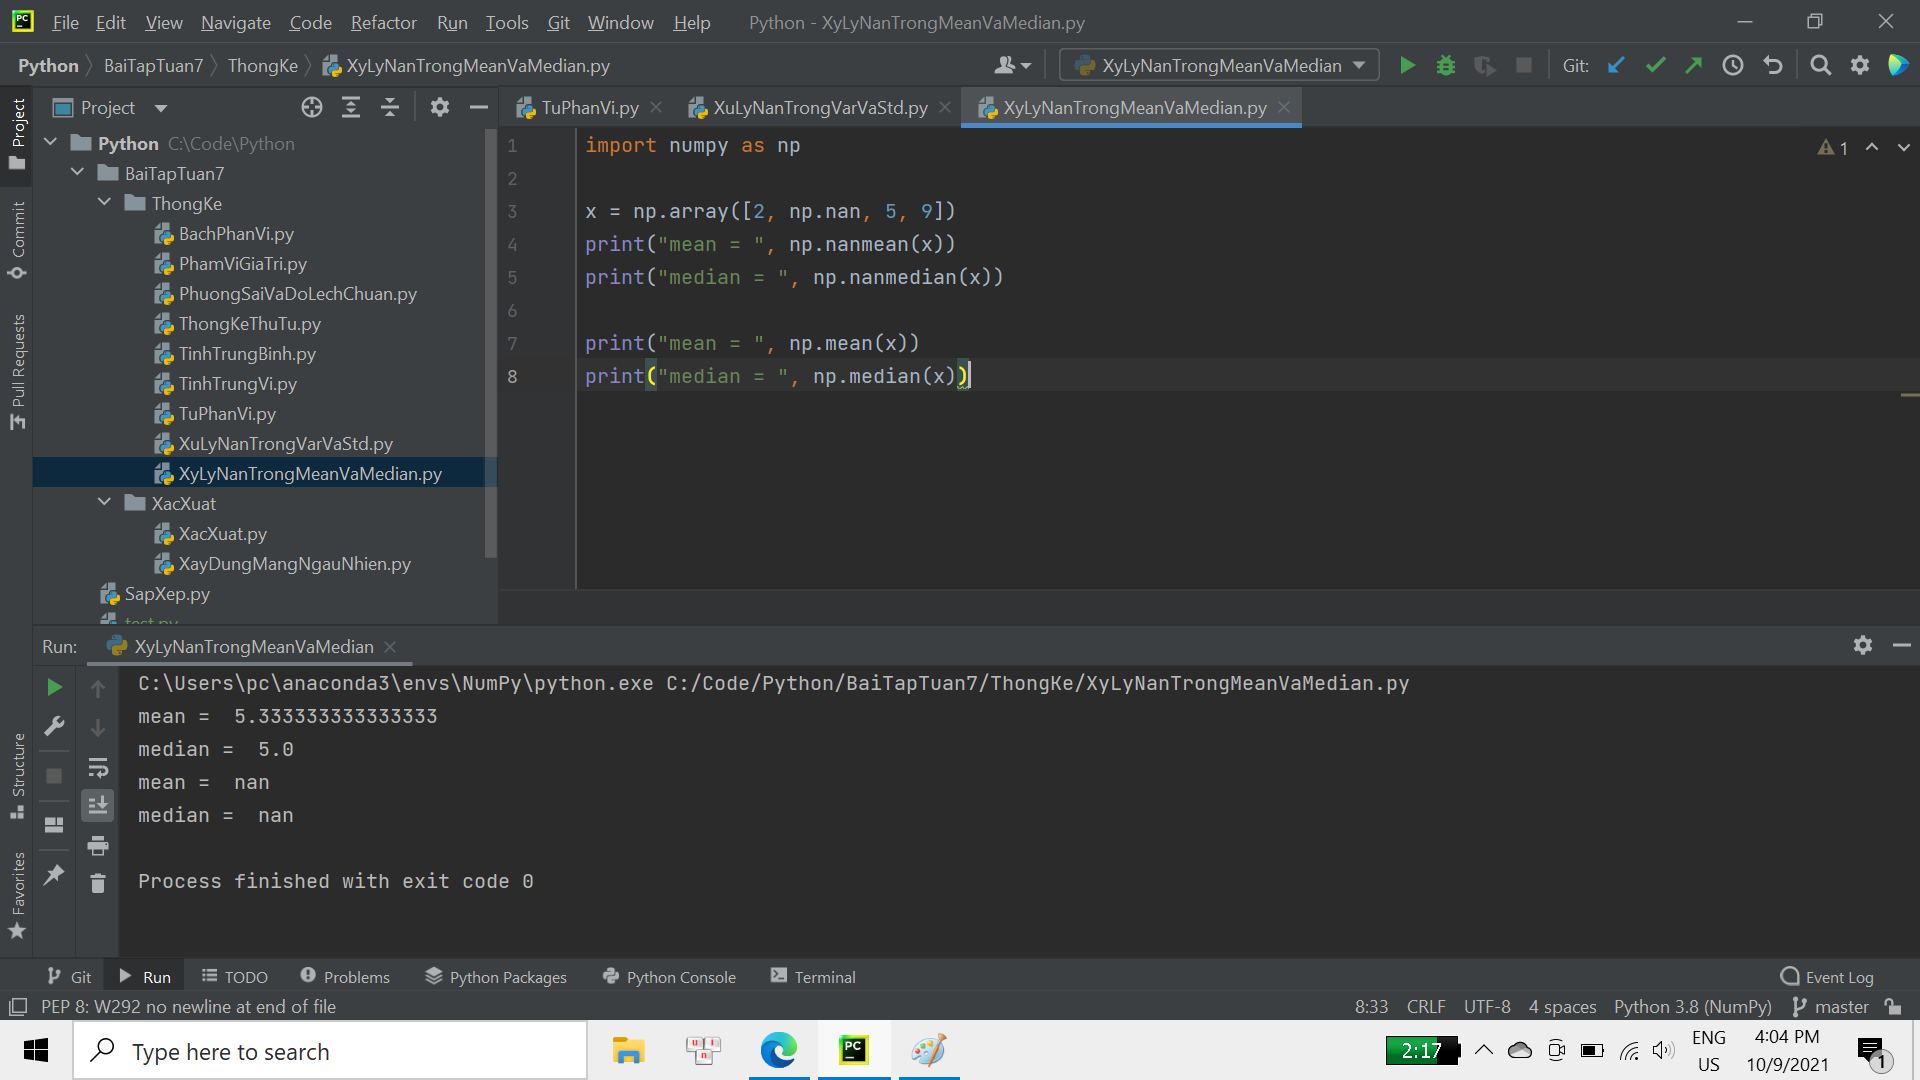 File Edit View Navigate Code Refactor Run Tools Git Window Help Python - XyLyNanTrongMeanVaMedian.py
Python BaiTapTuan7 ThongKe XyLyNanTrongMeanVaMedian.py XyLyNanTrongMeanVaMedian Git:
Project
TuPhanVi.py XuLyNanTrongVarVaStd.py XyLyNanTrongMeanVaMedian.py
Project
Commit
Pull Requests
Structure
Favorites
Python C:\Code\Python
BaiTapTuan7
ThongKe
BachPhanVi.py
PhamViGiaTri.py
PhuongSaiVaDoLechChuan.py
ThongKeThuTu.py
TinhTrungBinh.py
TinhTrungVi.py
TuPhanVi.py
XuLyNanTrongVarVaStd.py
XyLyNanTrongMeanVaMedian.py
XacXuat
XacXuat.py
XayDungMangNgauNhien.py
SapXep.py
test.py
1 import numpy as np
2
3 x = np.array([2, np.nan, 5, 9])
4 print("mean = ", np.nanmean(x))
5 print("median = ", np.nanmedian(x))
6
7 print("mean = ", np.mean(x))
8 print("median = ", np.median(x))
1
Run: XyLyNanTrongMeanVaMedian
C:\Users\pc\anaconda3\envs\NumPy\python.exe C:/Code/Python/BaiTapTuan7/ThongKe/XyLyNanTrongMeanVaMedian.py
mean =  5.333333333333333
median =  5.0
mean =  nan
median =  nan
Process finished with exit code 0
Git Run TODO Problems Python Packages Python Console Terminal Event Log
PEP 8: W292 no newline at end of file 8:33 CRLF UTF-8 4 spaces Python 3.8 (NumPy) master
Type here to search
PC
2:17
ENG
US
4:04 PM
10/9/2021
1